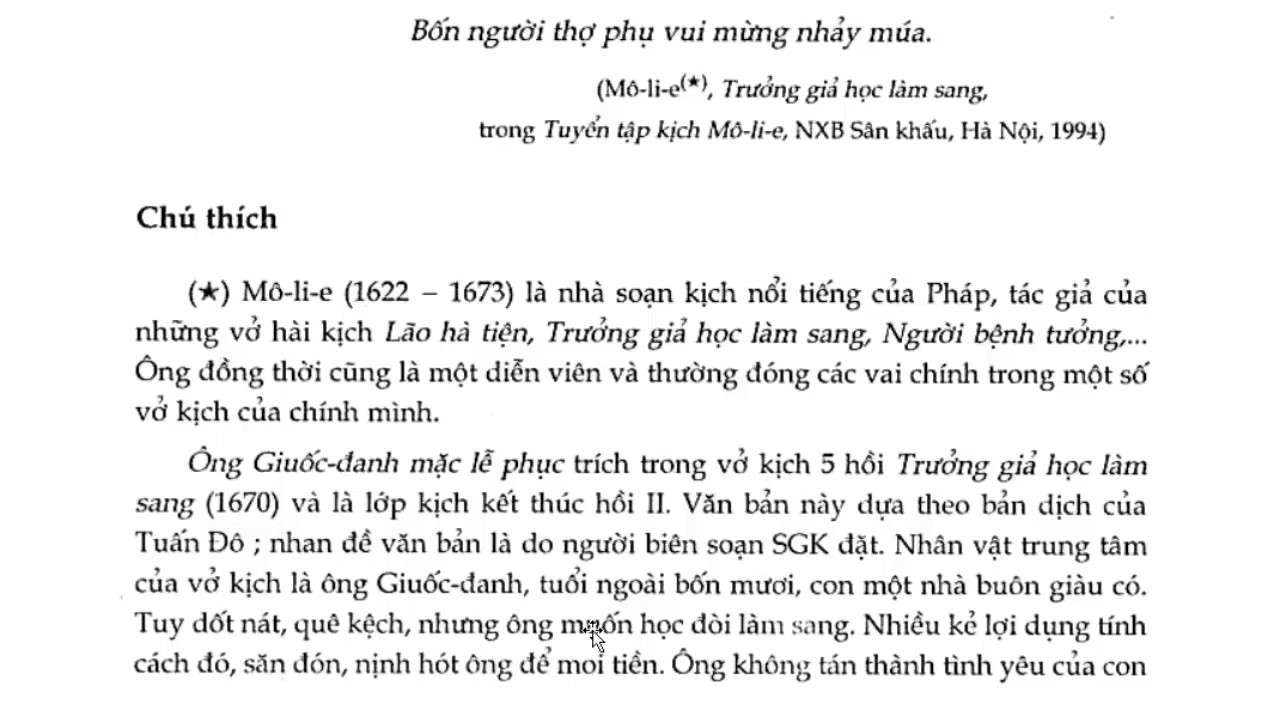 Bốn người thợ phụ vui mừng nhảy múa.
(Mô-li-e(★), Trưởng giả học làm sang,
trong Tuyển tập kịch Mô-li-e, NXB Sân khấu, Hà Nội, 1994)
Chú thích
(★) Mô-li-e (1622 – 1673) là nhà soạn kịch nổi tiếng của Pháp, tác giả của
những vở hài kịch Lão hà tiện, Trưởng giả học làm sang, Người bệnh tưởng,...
Ông đồng thời cũng là một diễn viên và thường đóng các vai chính trong một số
vở kịch của chính mình.
Ông Giuốc-đanh mặc lễ phục trích trong vở kịch 5 hồi Trưởng giả học làm
sang (1670) và là lớp kịch kết thúc hồi II. Văn bản này dựa theo bản dịch của
Tuấn Đô ; nhan đề văn bản là do người biên soạn SGK đặt. Nhân vật trung tâm
của vở kịch là ông Giuốc-đanh, tuổi ngoài bốn mươi, con một nhà buôn giàu có.
Tuy dốt nát, quê kệch, nhưng ông muốn học đòi làm sang. Nhiều kẻ lợi dụng tính
cách đó, săn đón, nịnh hót ông để moi tiền. Ông không tán thành tình yêu của con